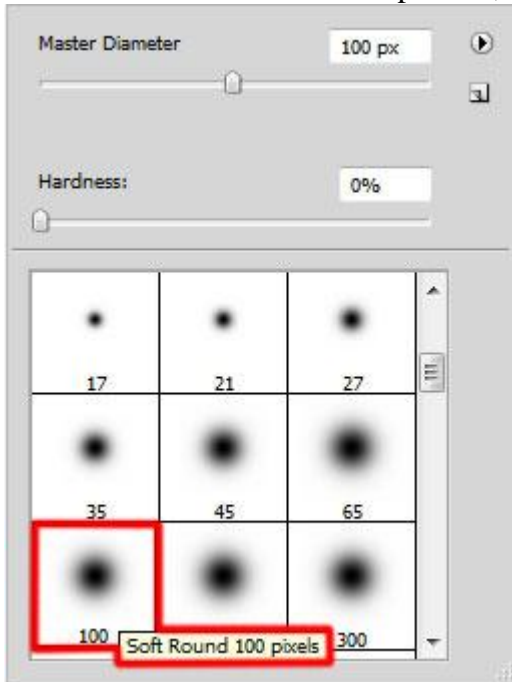 Master Diameter 100 px
Hardness: 0%
17 21 27
35 45 65
100 300
Soft Round 100 pixels